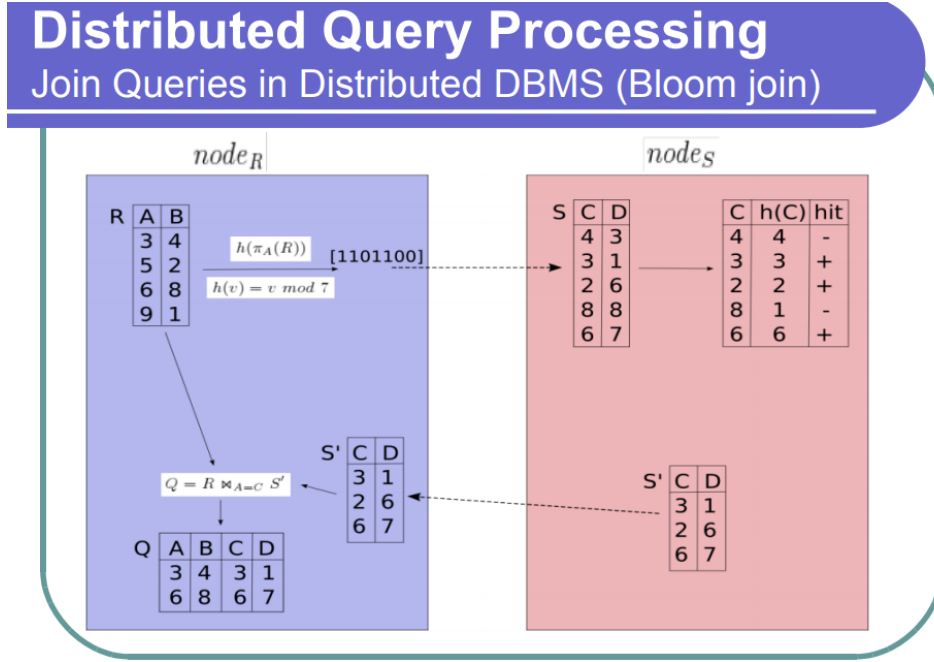 Distributed Query Processing
Join Queries in Distributed DBMS (Bloom join)
node_R
node_S
R A B
3 4
5 2
6 8
9 1
h(π_A(R))
h(v) = v mod 7
[1101100]
S C D
4 3
3 1
2 6
8 8
6 7
C h(C) hit
4 4 -
3 3 +
2 2 +
8 1 -
6 6 +
S' C D
3 1
2 6
6 7
Q = R ⋈_{A=C} S'
S' C D
3 1
2 6
6 7
Q A B C D
3 4 3 1
6 8 6 7